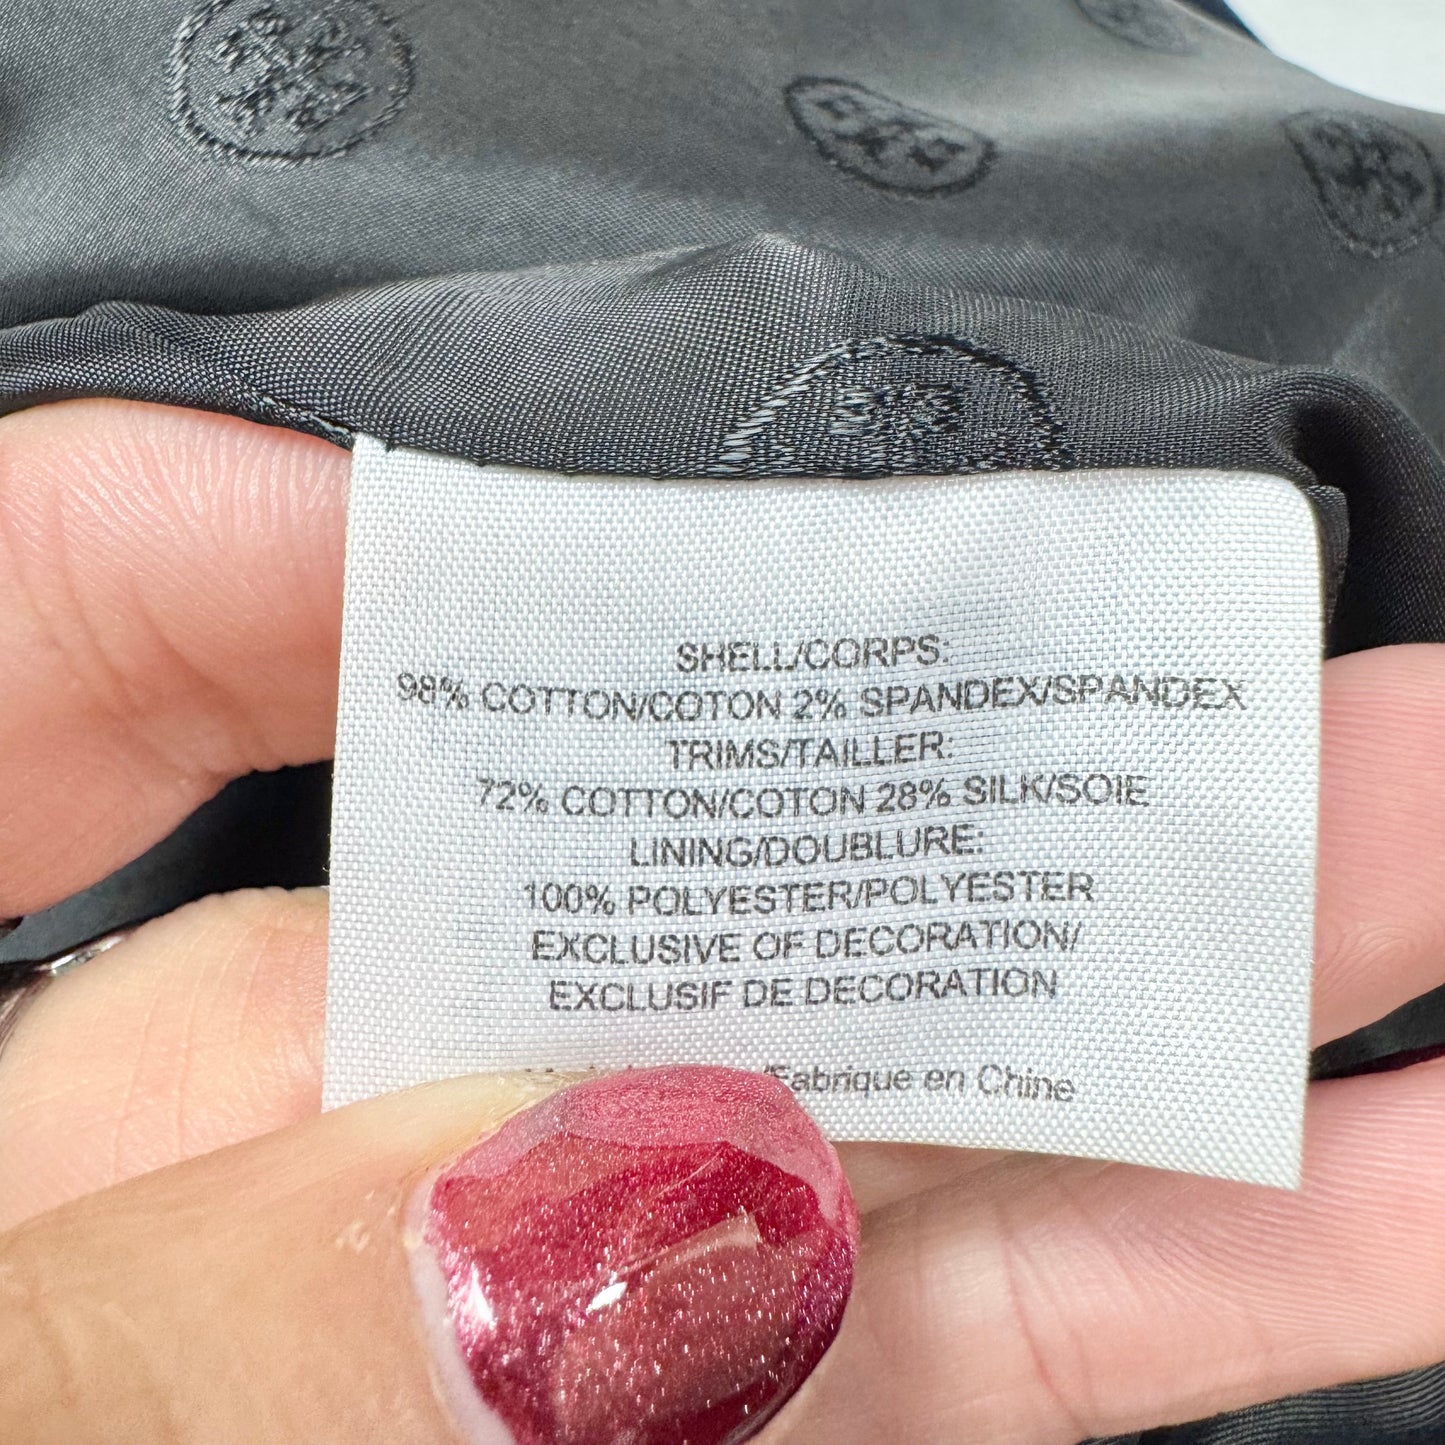 SHELL/CORPS:
98% COTTON/COTON 2% SPANDEX/SPANDEX
TRIMS/TAILLER:
72% COTTON/COTON 28% SILK/SOIE
LINING/DOUBLURE:
100% POLYESTER/POLYESTER
EXCLUSIVE OF DECORATION/
EXCLUSIF DE DECORATION
/Fabrique en Chine